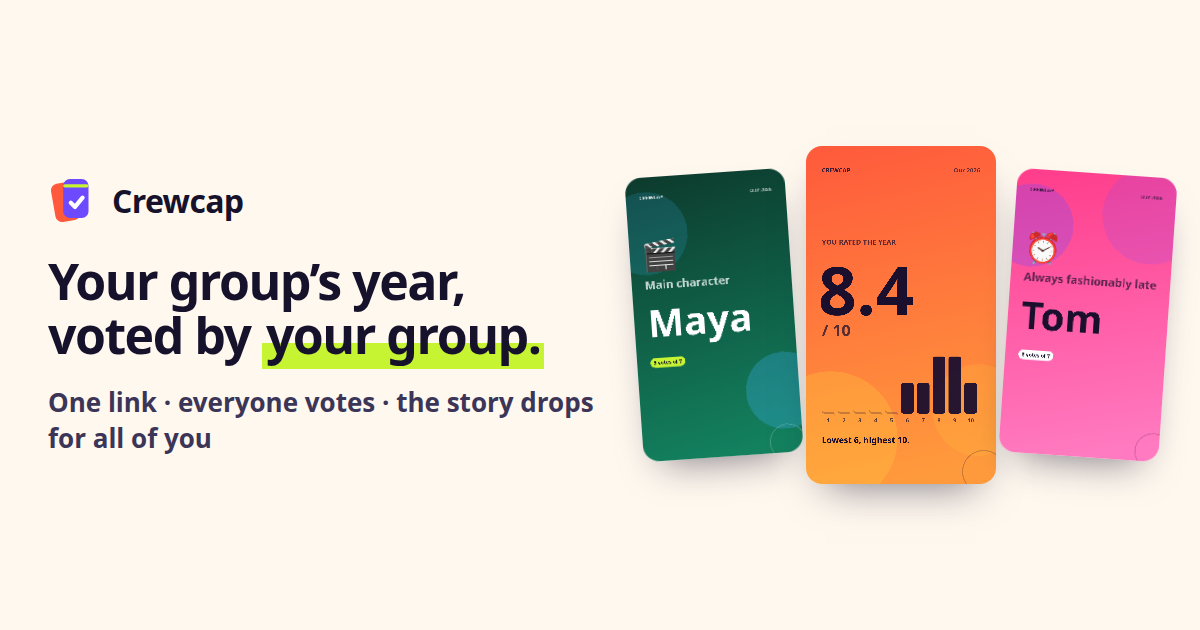 Crewcap
Your group’s year,
voted by your group.
One link · everyone votes · the story drops
for all of you
Main character
Maya
CREWCAP
Our 2026
YOU RATED THE YEAR
8.4
/ 10
1 2 3 4 5 6 7 8 9 10
Lowest 6, highest 10.
Always fashionably late
Tom